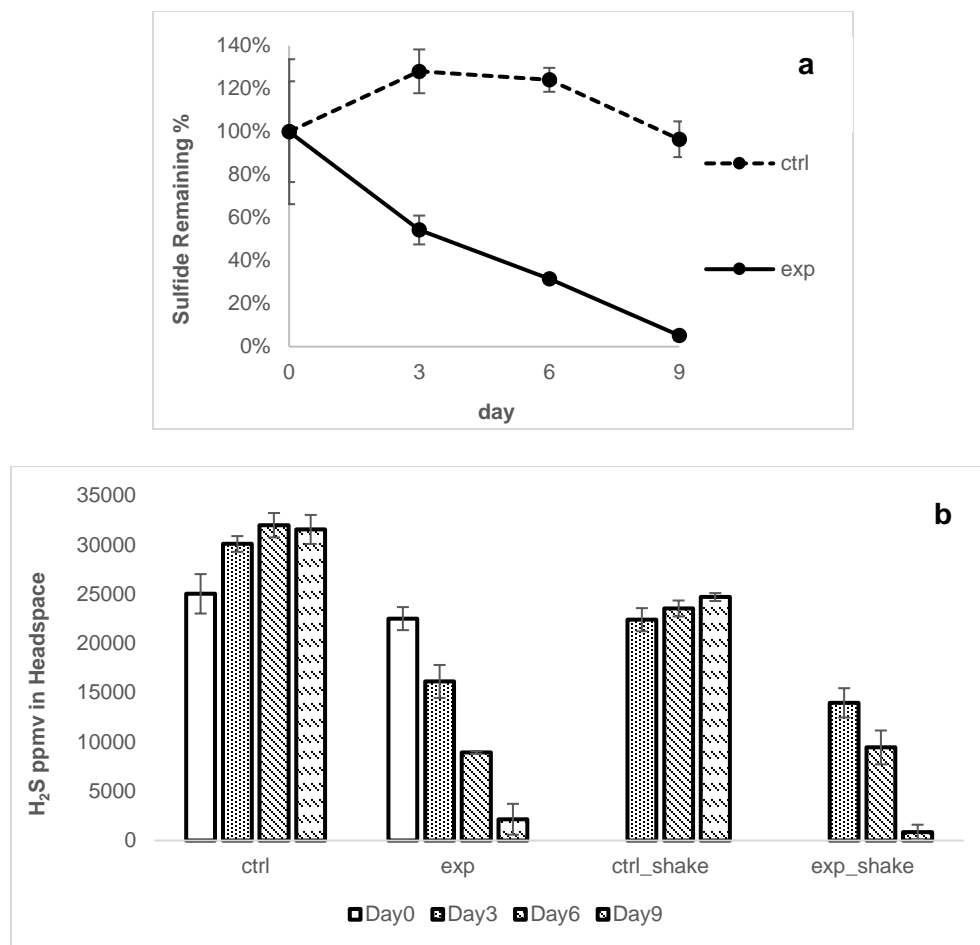 a
140%
120%
100%
80%
60%
40%
20%
0%
Sulfide Remaining %
0 3 6 9
day
ctrl
exp
b
35000
30000
25000
20000
15000
10000
5000
0
H₂S ppmv in Headspace
ctrl exp ctrl_shake exp_shake
Day0 Day3 Day6 Day9